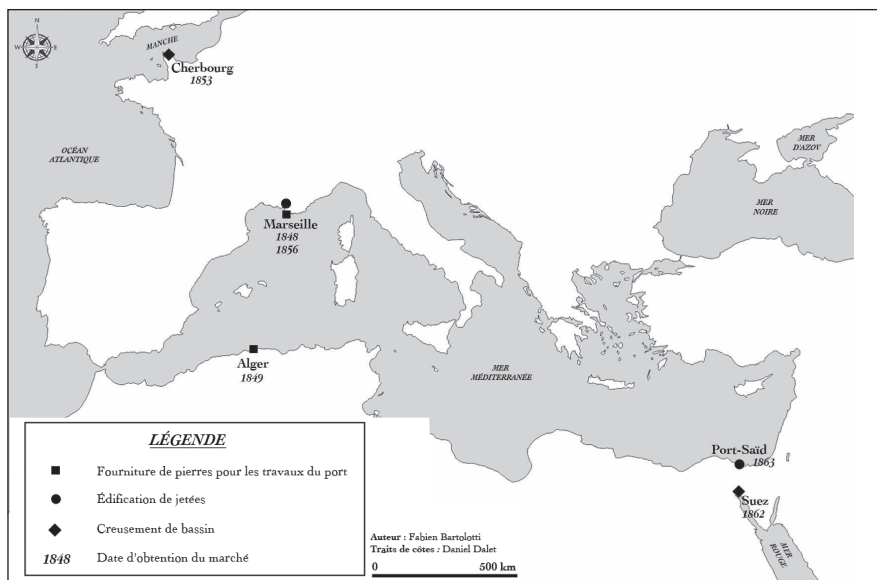 N
W
E
S
MANCHE
Cherbourg
1853
OCÉAN
ATLANTIQUE
MER
D'AZOV
MER
NOIRE
Marseille
1848
1856
Alger
1849
MER
MÉDITERRANÉE
Port-Saïd
1863
Suez
1862
MER
ROUGE
LÉGENDE
Fourniture de pierres pour les travaux du port
Édification de jetées
Creusement de bassin
1848 Date d'obtention du marché
Auteur : Fabien Bartolotti
Traits de côtes : Daniel Dalet
0 500 km